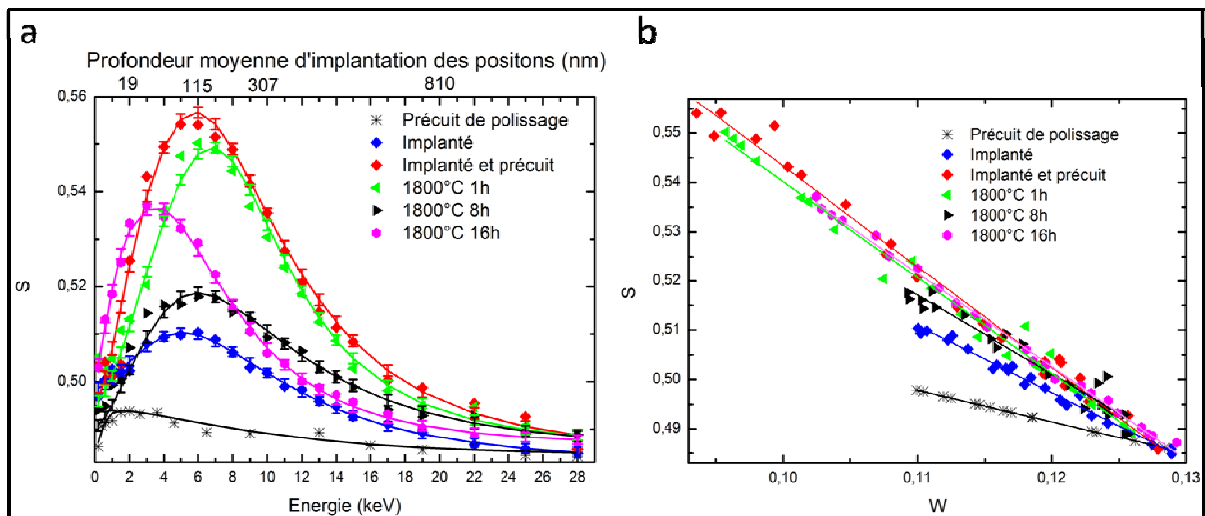 a
Profondeur moyenne d'implantation des positons (nm)
19 115 307 810
0,56
0,54
0,52
0,50
S
Précuit de polissage
Implanté
Implanté et précuit
1800°C 1h
1800°C 8h
1800°C 16h
0 2 4 6 8 10 12 14 16 18 20 22 24 26 28
Energie (keV)
b
0,55
0,54
0,53
0,52
0,51
0,50
0,49
S
Précuit de polissage
Implanté
Implanté et précuit
1800°C 1h
1800°C 8h
1800°C 16h
0,10 0,11 0,12 0,13
W